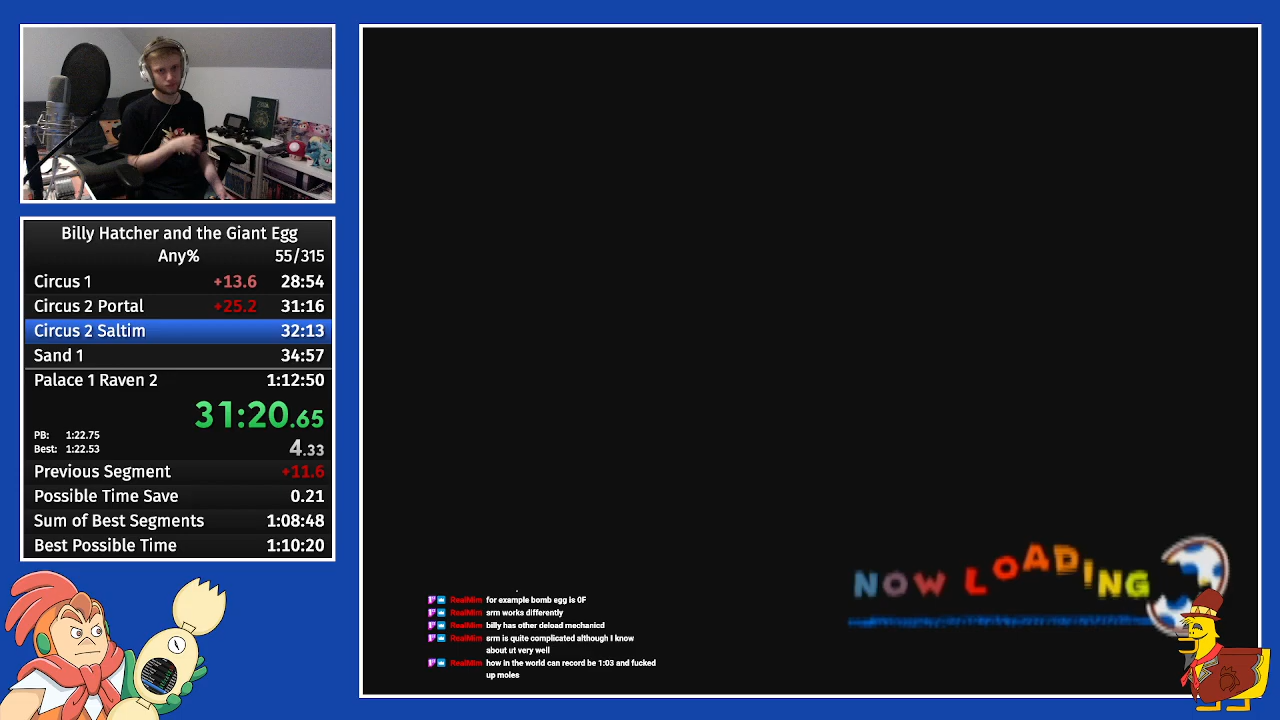 Billy Hatcher and the Giant Egg
Any% 55/315
Circus 1 +13.6 28:54
Circus 2 Portal +25.2 31:16
Circus 2 Saltim 32:13
Sand 1 34:57
Palace 1 Raven 2 1:12:50
31:20.65
PB: 1:22.75
Best: 1:22.53 4.33
Previous Segment +11.6
Possible Time Save 0.21
Sum of Best Segments 1:08:48
Best Possible Time 1:10:20
NOW LOADING
RealMim for example bomb egg is 0F
RealMim srm works differently
RealMim billy has other deload mechanicd
RealMim srm is quite complicated although I know
about ut very well
RealMim how in the world can record be 1:03 and fucked
up moles